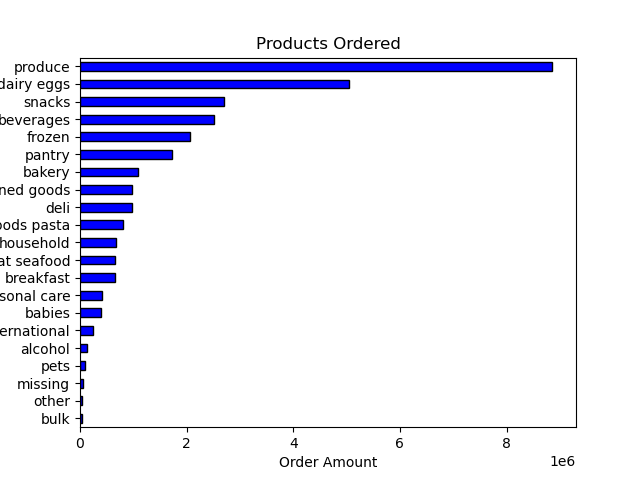 Products Ordered
produce
dairy eggs
snacks
beverages
frozen
pantry
bakery
ned goods
deli
oods pasta
household
at seafood
breakfast
sonal care
babies
ernational
alcohol
pets
missing
other
bulk
0 2 4 6 8
1e6
Order Amount